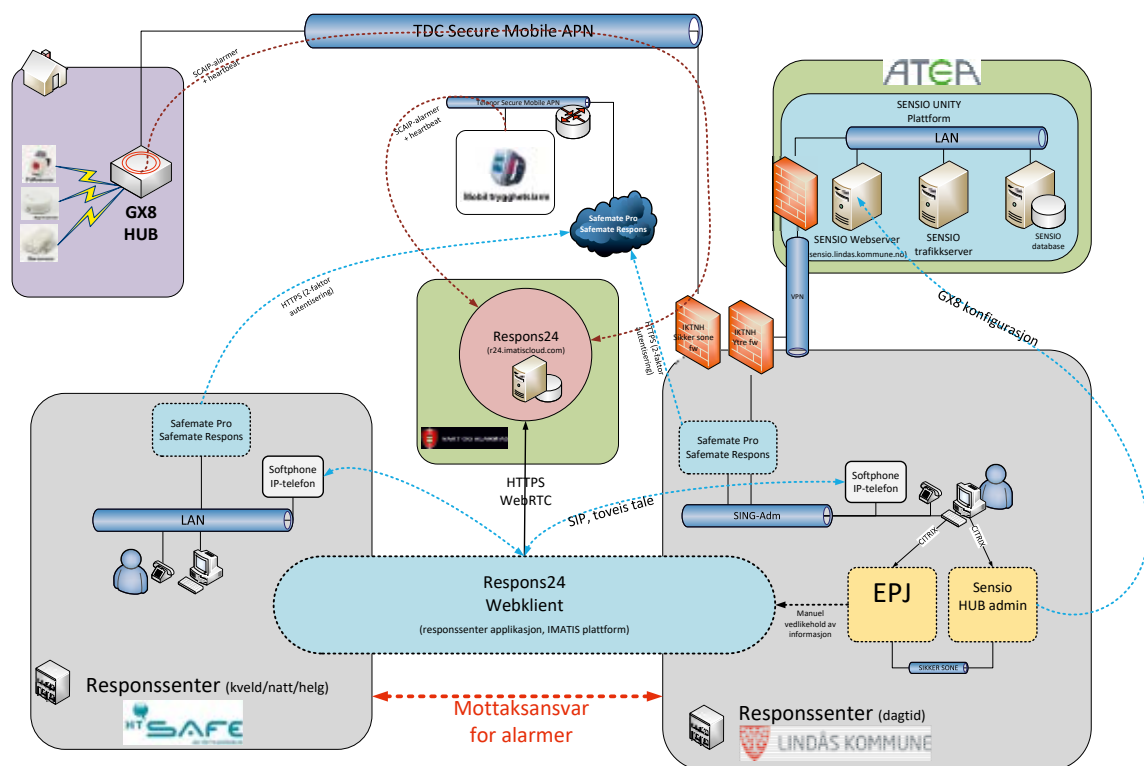 TDC Secure Mobile APN
SCAIP-alarmer
+ heartbeat
GX8
HUB
Telenor Secure Mobile APN
SCAIP-alarmer
+ heartbeat
Mobil trygghetsalarm
Safemate Pro
Safemate Respons
ATEA
SENSIO UNITY
Plattform
LAN
SENSIO Webserver
(sensio.lindas.kommune.no)
SENSIO
trafikkserver
SENSIO
database
VPN
GX8 konfigurasjon
HTTPS (2-faktor
autentisering)
Respons24
(r24.imatiscloud.com)
HTTPS (2-faktor
autentisering)
IKTNH
Sikker sone
fw
IKTNH
Ytre fw
HTTPS
WebRTC
Safemate Pro
Safemate Respons
Softphone
IP-telefon
LAN
SIP, toveis tale
Safemate Pro
Safemate Respons
Softphone
IP-telefon
SING-Adm
CITRIX
CITRIX
Respons24
Webklient
(responssenter applikasjon, IMATIS plattform)
Manuel
vedlikehold av
informasjon
EPJ
Sensio
HUB admin
SIKKER SONE
Responssenter (kveld/natt/helg)
HT SAFE
Mottaksansvar
for alarmer
Responssenter (dagtid)
LINDÅS KOMMUNE